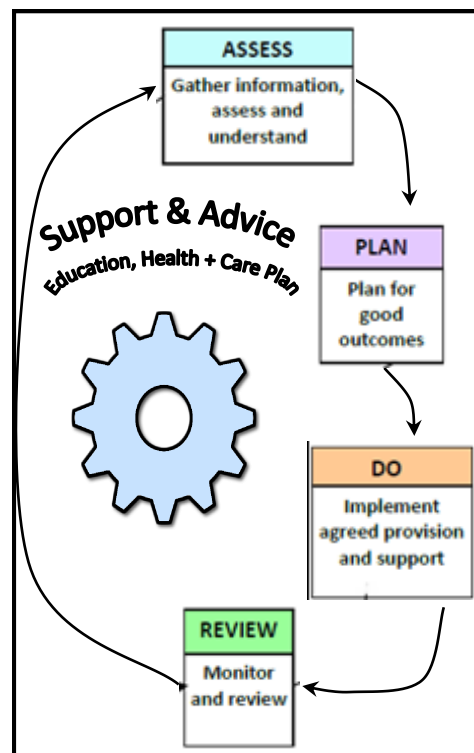 ASSESS
Gather information,
assess and
understand
Support & Advice
Education, Health + Care Plan
PLAN
Plan for
good
outcomes
DO
Implement
agreed provision
and support
REVIEW
Monitor
and review